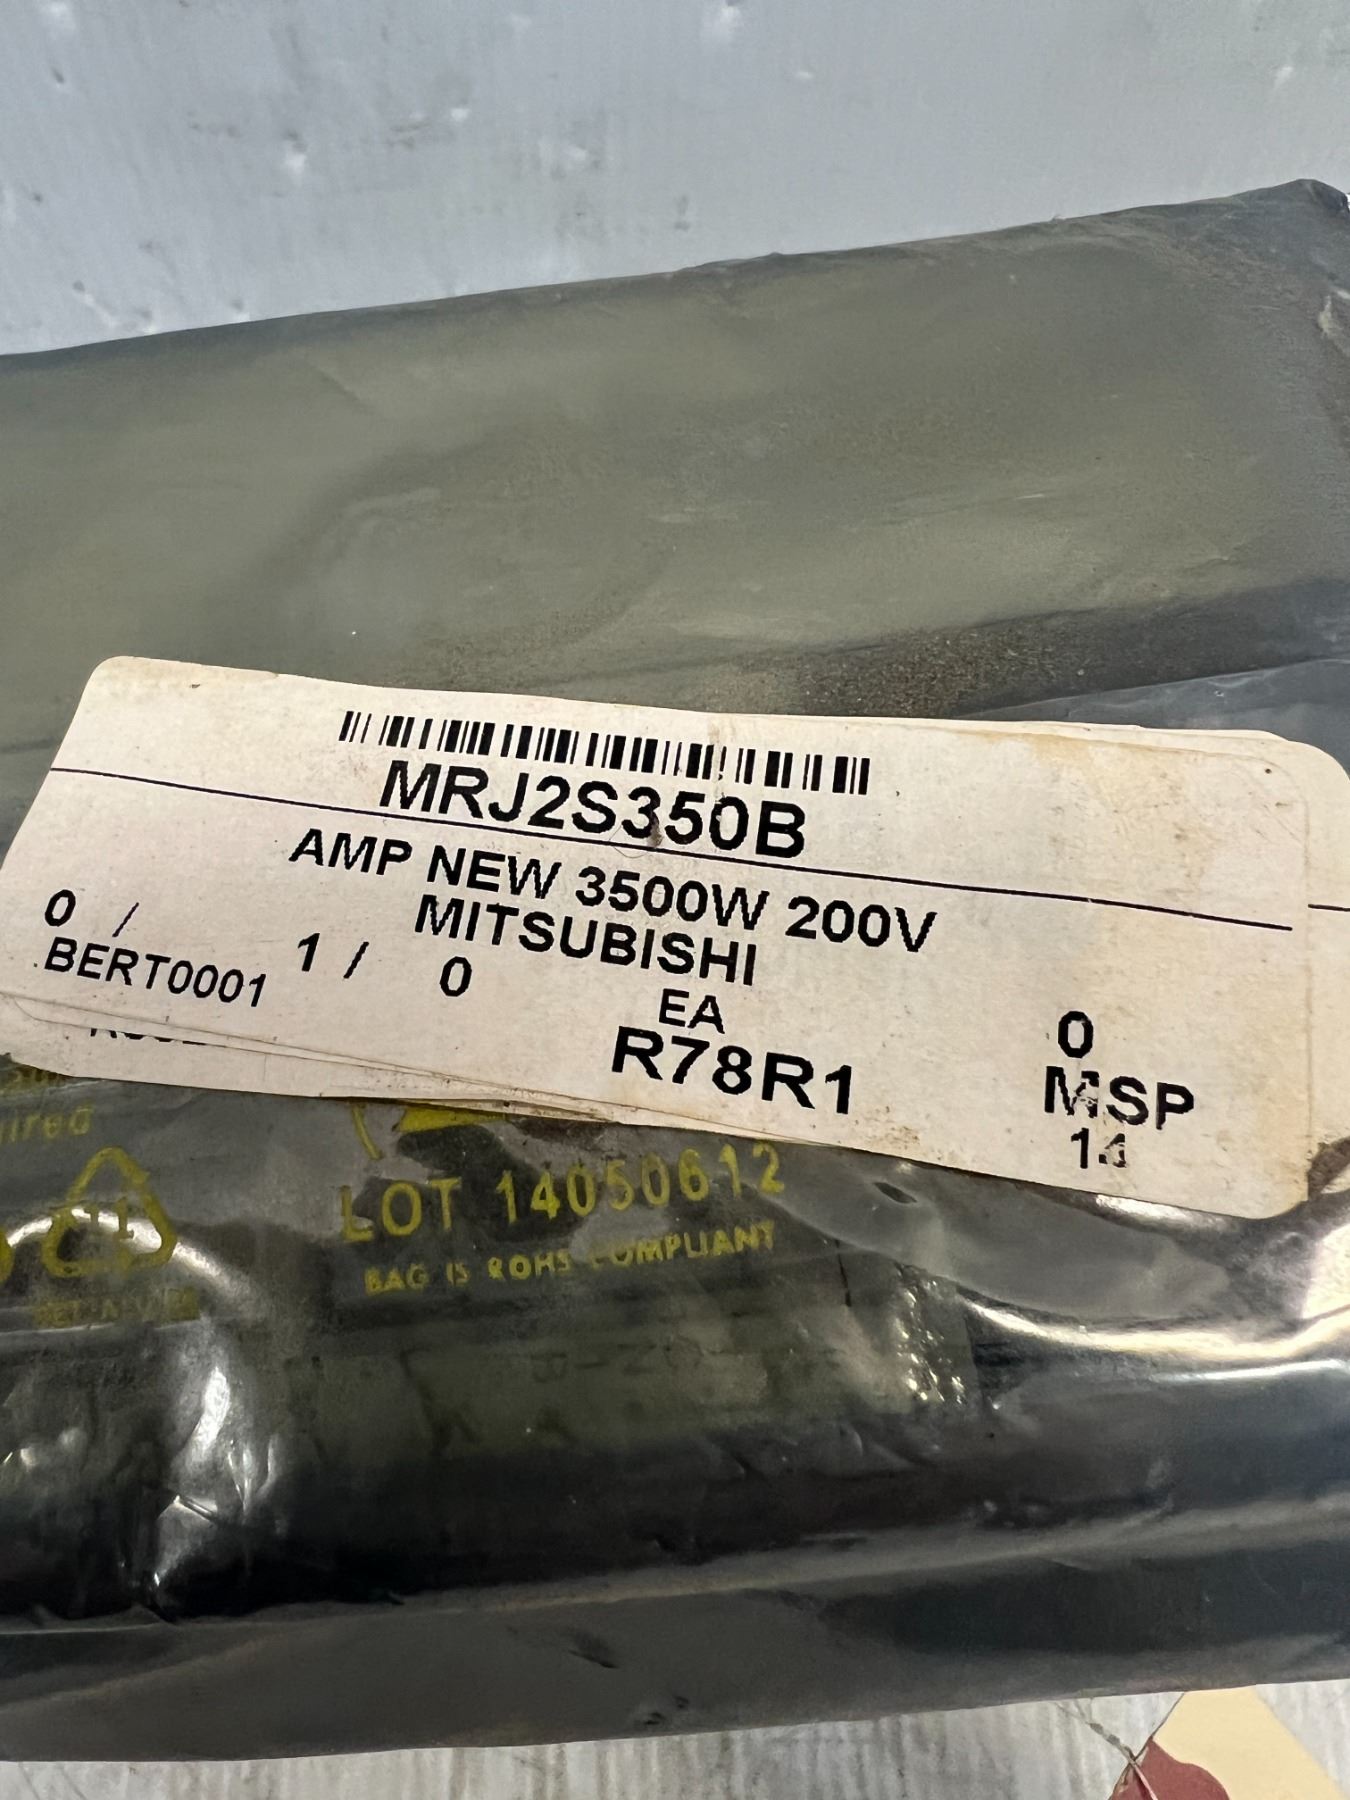 MRJ2S350B
AMP NEW 3500W 200V
MITSUBISHI
0 / 1 / 0 EA 0
BERT0001 R78R1 MSP
14
LOT 14050612
BAG IS ROHS COMPLIANT